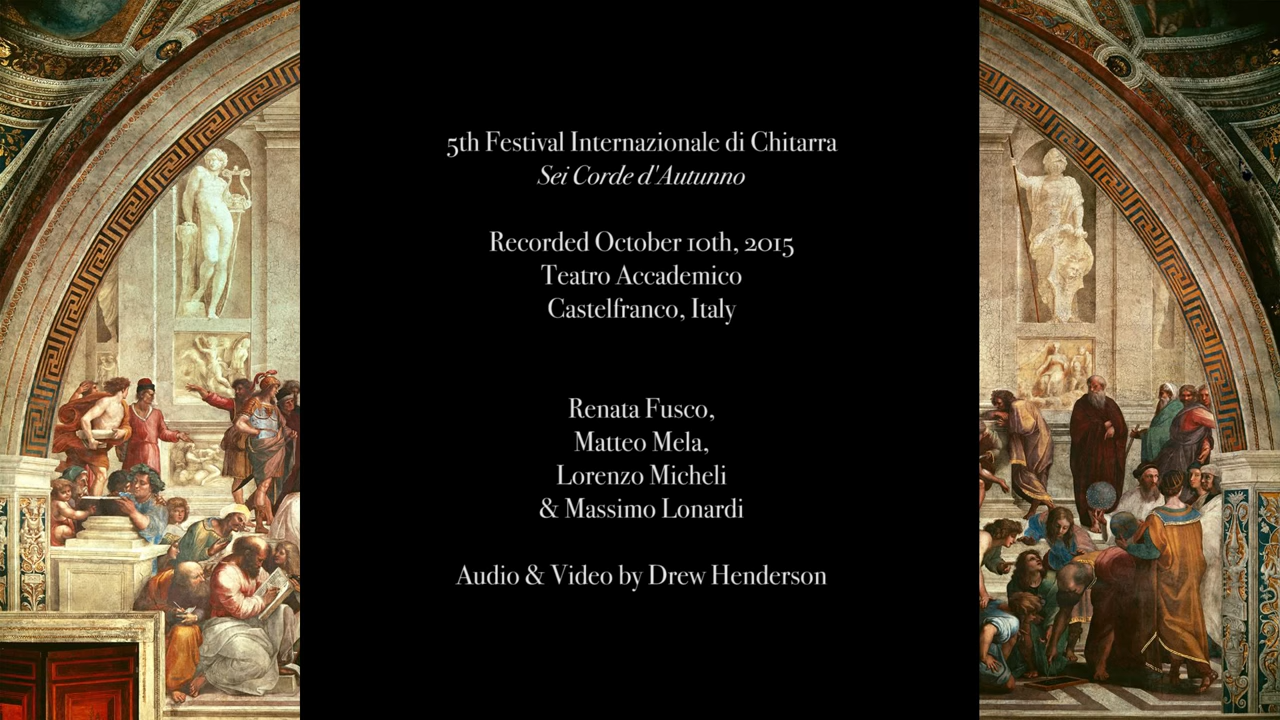 5th Festival Internazionale di Chitarra
Sei Corde d'Autunno
Recorded October 10th, 2015
Teatro Accademico
Castelfranco, Italy
Renata Fusco,
Matteo Mela,
Lorenzo Micheli
& Massimo Lonardi
Audio & Video by Drew Henderson